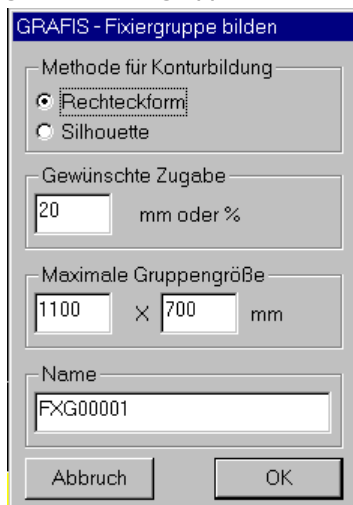 GRAFIS - Fixiergruppe bilden
Methode für Konturbildung
Rechteckform
Silhouette
Gewünschte Zugabe
20 mm oder %
Maximale Gruppengröße
1100 X 700 mm
Name
FXG00001
Abbruch OK